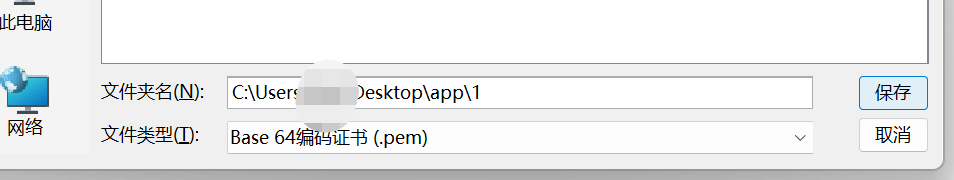 此电脑
网络
文件夹名(N):
C:\Users Desktop\app\1
保存
文件类型(T):
Base 64编码证书 (.pem)
取消